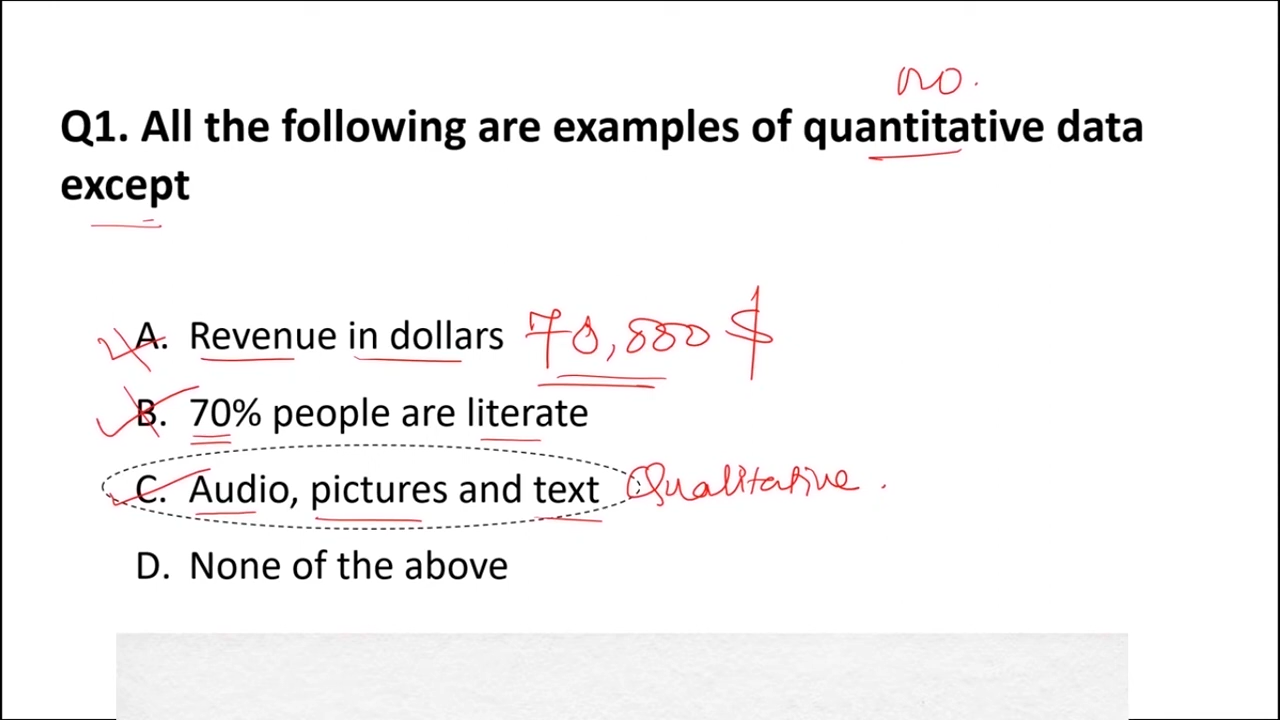 no.
Q1. All the following are examples of quantitative data
except
A. Revenue in dollars 70,000 $
B. 70% people are literate
C. Audio, pictures and text Qualitative.
D. None of the above